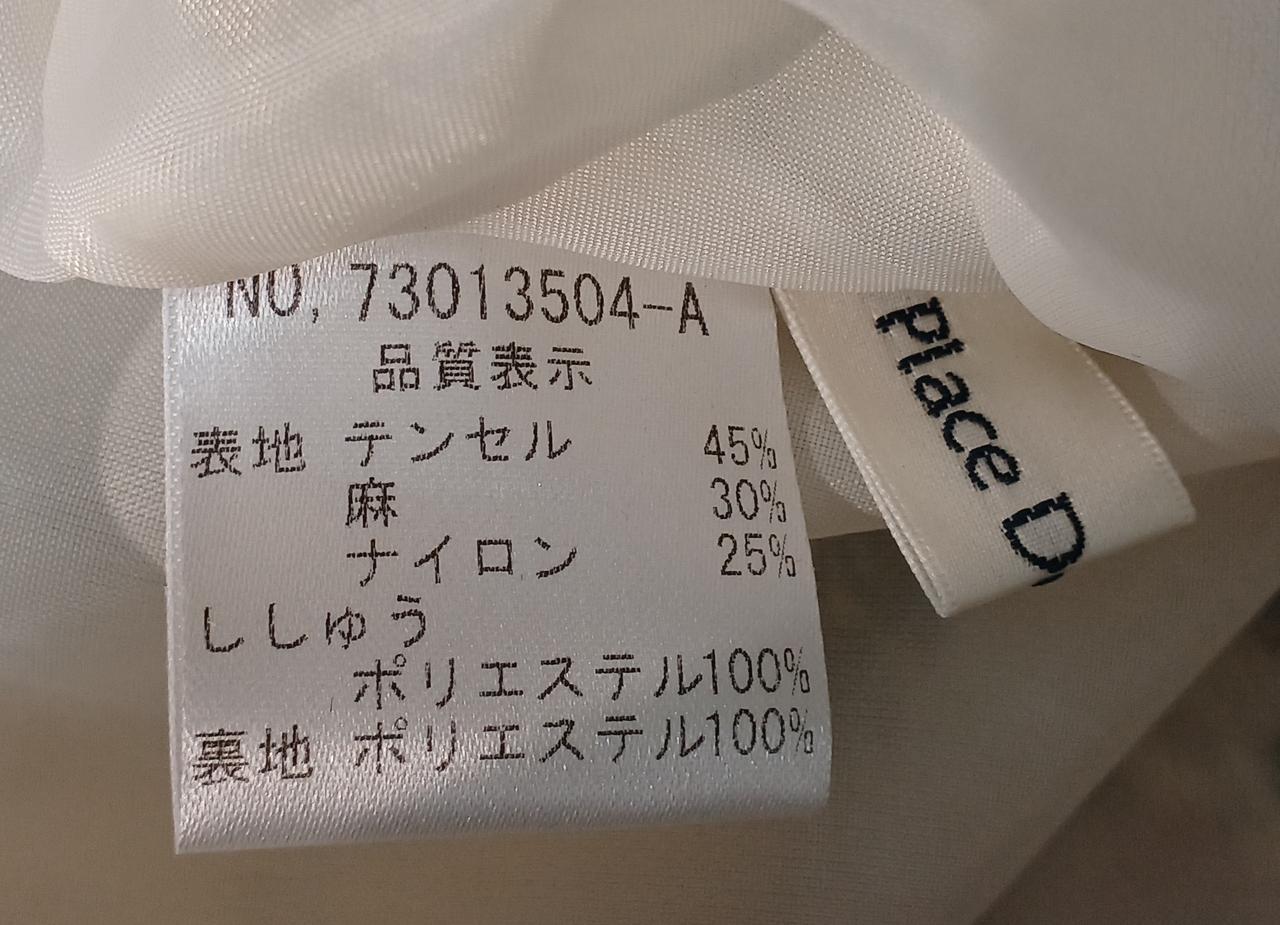 NO. 73013504-A
品質表示
表地 テンセル 45%
麻 30%
ナイロン 25%
ししゅう
ポリエステル100%
裏地 ポリエステル100%
Place D